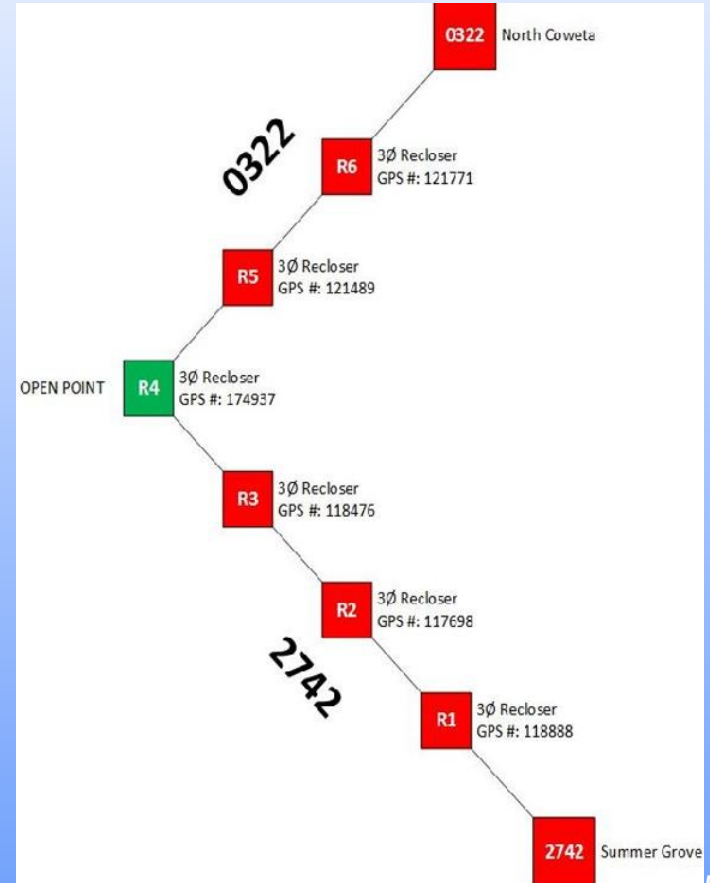 0322 North Coweta
0322
R6 3Ø Recloser
GPS #: 121771
R5 3Ø Recloser
GPS #: 121489
OPEN POINT R4 3Ø Recloser
GPS #: 174937
R3 3Ø Recloser
GPS #: 118476
R2 3Ø Recloser
GPS #: 117698
2742
R1 3Ø Recloser
GPS #: 118888
2742 Summer Grove